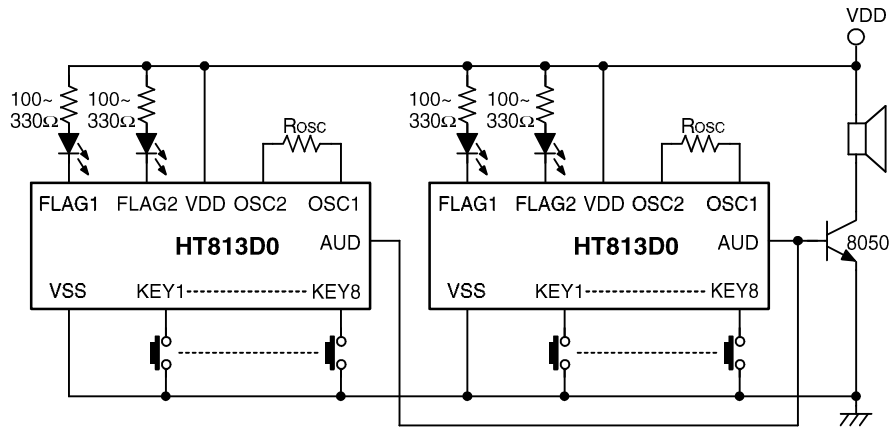 VDD
100~ 100~ 100~ 100~
330Ω 330Ω 330Ω 330Ω
ROSC ROSC
FLAG1 FLAG2 VDD OSC2 OSC1 FLAG1 FLAG2 VDD OSC2 OSC1
HT813D0 AUD HT813D0 AUD 8050
VSS KEY1 KEY8 VSS KEY1 KEY8